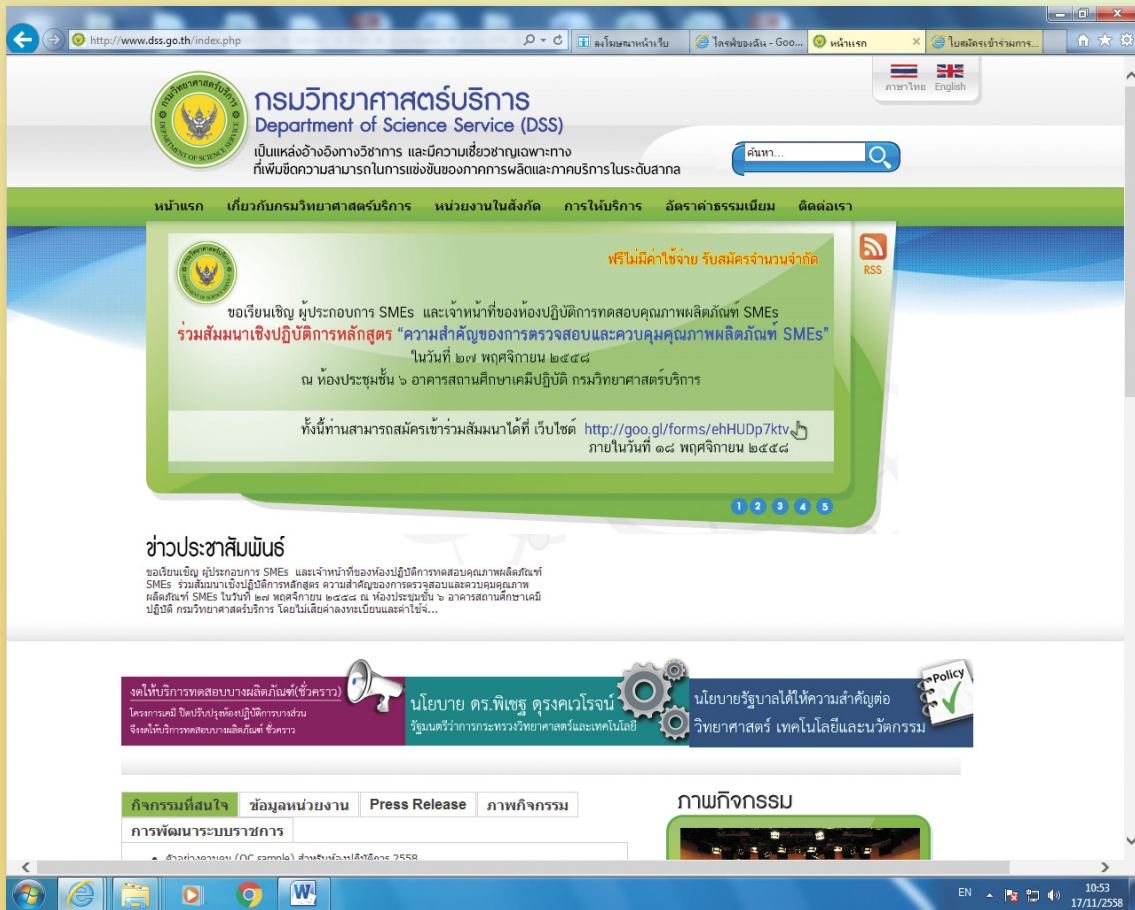 http://www.dss.go.th/index.php
ลงโฆษณาหน้าเว็บ
ไดรฟ์ของฉัน - Goo...
หน้าแรก
ใบสมัครเข้าร่วมการ...
ภาษาไทย English
กรมวิทยาศาสตร์บริการ
Department of Science Service (DSS)
เป็นแหล่งอ้างอิงทางวิชาการ และมีความเชี่ยวชาญเฉพาะทาง
ที่เพิ่มขีดความสามารถในการแข่งขันของภาคการผลิตและภาคบริการในระดับสากล
ค้นหา...
หน้าแรก เกี่ยวกับกรมวิทยาศาสตร์บริการ หน่วยงานในสังกัด การให้บริการ อัตราค่าธรรมเนียม ติดต่อเรา
ฟรีไม่มีค่าใช้จ่าย รับสมัครจำนวนจำกัด
RSS
ขอเรียนเชิญ ผู้ประกอบการ SMEs และเจ้าหน้าที่ของห้องปฏิบัติการทดสอบคุณภาพผลิตภัณฑ์ SMEs
ร่วมสัมมนาเชิงปฏิบัติการหลักสูตร "ความสำคัญของการตรวจสอบและควบคุมคุณภาพผลิตภัณฑ์ SMEs"
ในวันที่ ๒๗ พฤศจิกายน ๒๕๕๘
ณ ห้องประชุมชั้น ๖ อาคารสถานศึกษาเคมีปฏิบัติ กรมวิทยาศาสตร์บริการ
ทั้งนี้ท่านสามารถสมัครเข้าร่วมสัมมนาได้ที่ เว็บไซต์ http://goo.gl/forms/ehHUDp7ktv
ภายในวันที่ ๑๘ พฤศจิกายน ๒๕๕๘
1 2 3 4 5
ข่าวประชาสัมพันธ์
ขอเรียนเชิญ ผู้ประกอบการ SMEs และเจ้าหน้าที่ของห้องปฏิบัติการทดสอบคุณภาพผลิตภัณฑ์
SMEs ร่วมสัมมนาเชิงปฏิบัติการหลักสูตร ความสำคัญของการตรวจสอบและควบคุมคุณภาพ
ผลิตภัณฑ์ SMEs ในวันที่ ๒๗ พฤศจิกายน ๒๕๕๘ ณ ห้องประชุมชั้น ๖ อาคารสถานศึกษาเคมี
ปฏิบัติ กรมวิทยาศาสตร์บริการ โดยไม่เสียค่าลงทะเบียนและค่าใช้จ่...
งดให้บริการทดสอบบางผลิตภัณฑ์(ชั่วคราว)
โครงการเคมี ปิดปรับปรุงห้องปฏิบัติการบางส่วน
จึงงดให้บริการทดสอบบางผลิตภัณฑ์ ชั่วคราว
นโยบาย ดร.พิเชฐ ดุรงคเวโรจน์
รัฐมนตรีว่าการกระทรวงวิทยาศาสตร์และเทคโนโลยี
Policy
นโยบายรัฐบาลได้ให้ความสำคัญต่อ
วิทยาศาสตร์ เทคโนโลยีและนวัตกรรม
กิจกรรมที่สนใจ ข้อมูลหน่วยงาน Press Release ภาพกิจกรรม
การพัฒนาระบบราชการ
ภาพกิจกรรม
ตัวอย่างควบคุม (QC sample) สำหรับห้องปฏิบัติการ 2558
EN
10:53
17/11/2558